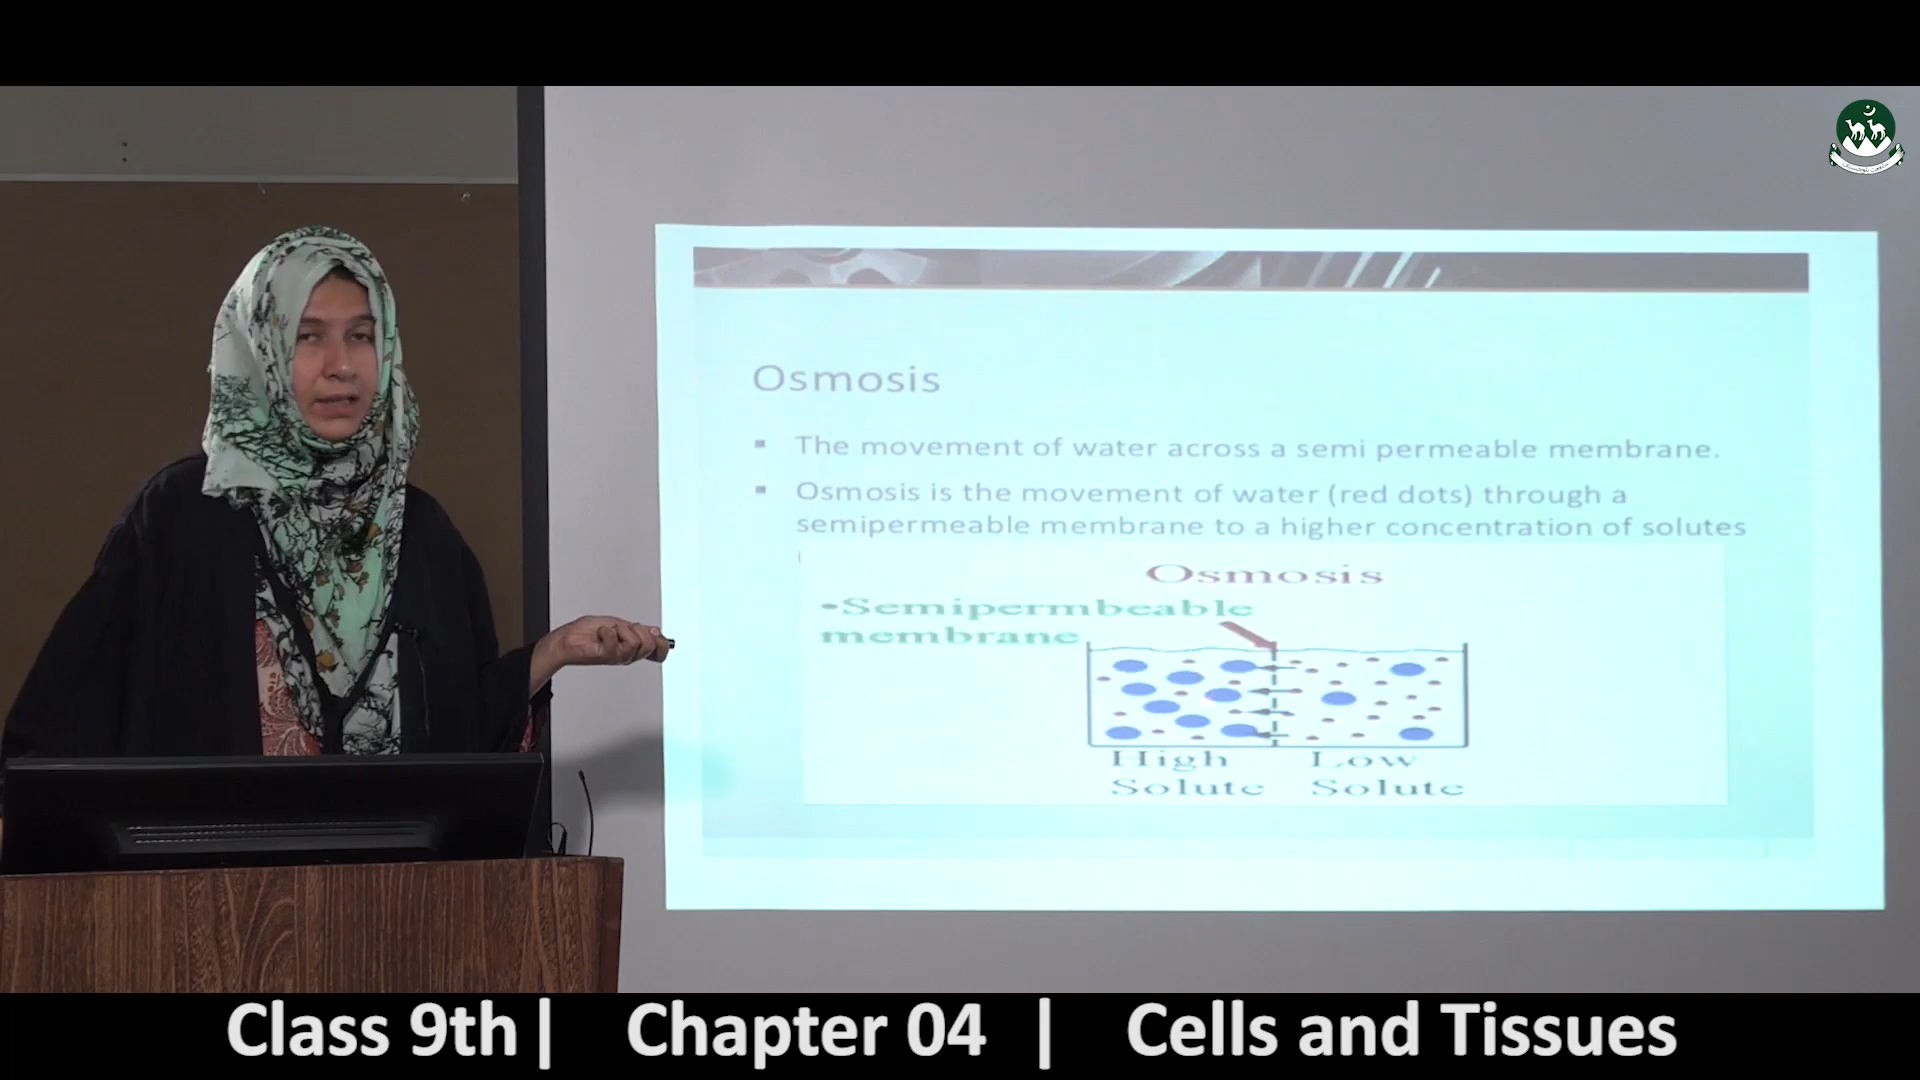 Osmosis
▪ The movement of water across a semi permeable membrane.
▪ Osmosis is the movement of water (red dots) through a
semipermeable membrane to a higher concentration of solutes
Osmosis
•Semipermbeable
membrane
High Low
Solute Solute
Class 9th | Chapter 04 | Cells and Tissues